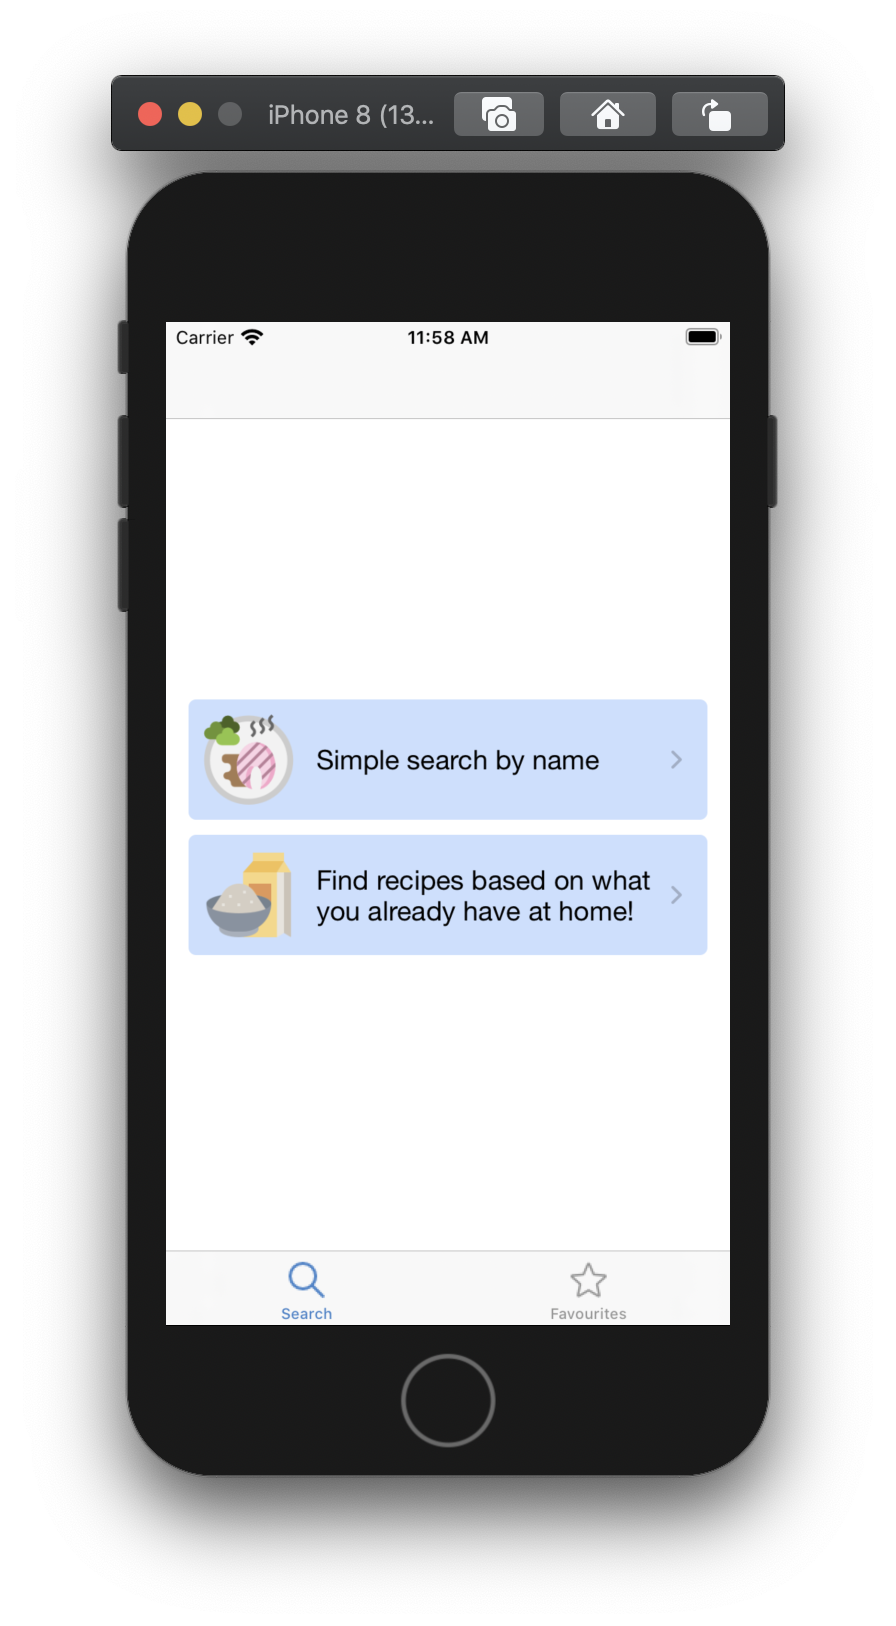 iPhone 8 (13...
Carrier
11:58 AM
Simple search by name
Find recipes based on what
you already have at home!
Search
Favourites